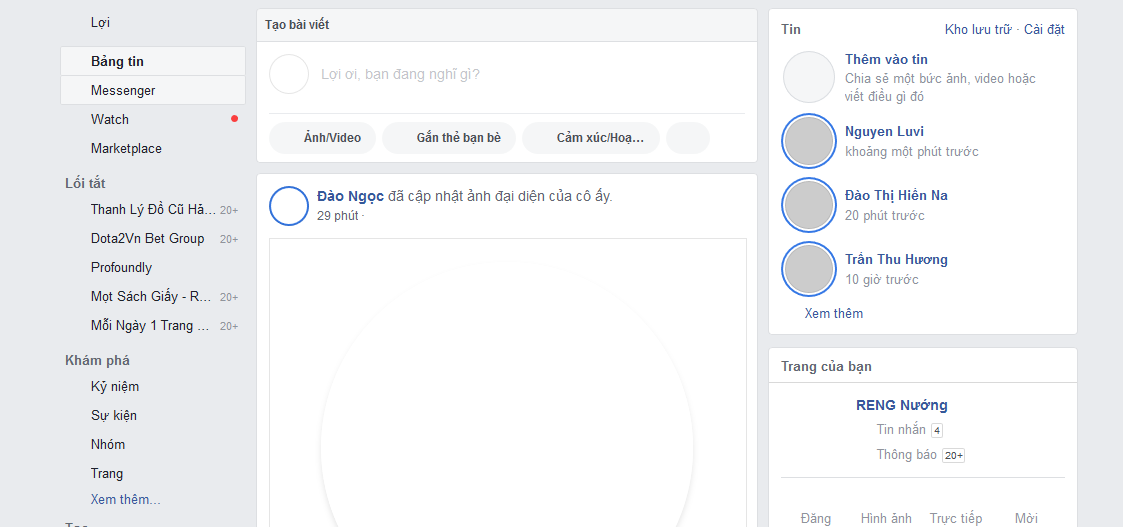 Lợi
Bảng tin
Messenger
Watch
Marketplace
Lối tắt
Thanh Lý Đồ Cũ Hă... 20+
Dota2Vn Bet Group 20+
Profoundly
Mọt Sách Giấy - R... 20+
Mỗi Ngày 1 Trang ... 20+
Khám phá
Kỷ niệm
Sự kiện
Nhóm
Trang
Xem thêm...
Tạo bài viết
Lợi ơi, bạn đang nghĩ gì?
Ảnh/Video
Gắn thẻ bạn bè
Cảm xúc/Hoạ...
Đào Ngọc đã cập nhật ảnh đại diện của cô ấy.
29 phút ·
Tin
Kho lưu trữ · Cài đặt
Thêm vào tin
Chia sẻ một bức ảnh, video hoặc
viết điều gì đó
Nguyen Luvi
khoảng một phút trước
Đào Thị Hiền Na
20 phút trước
Trần Thu Hương
10 giờ trước
Xem thêm
Trang của bạn
RENG Nướng
Tin nhắn 4
Thông báo 20+
Đăng
Hình ảnh
Trực tiếp
Mời